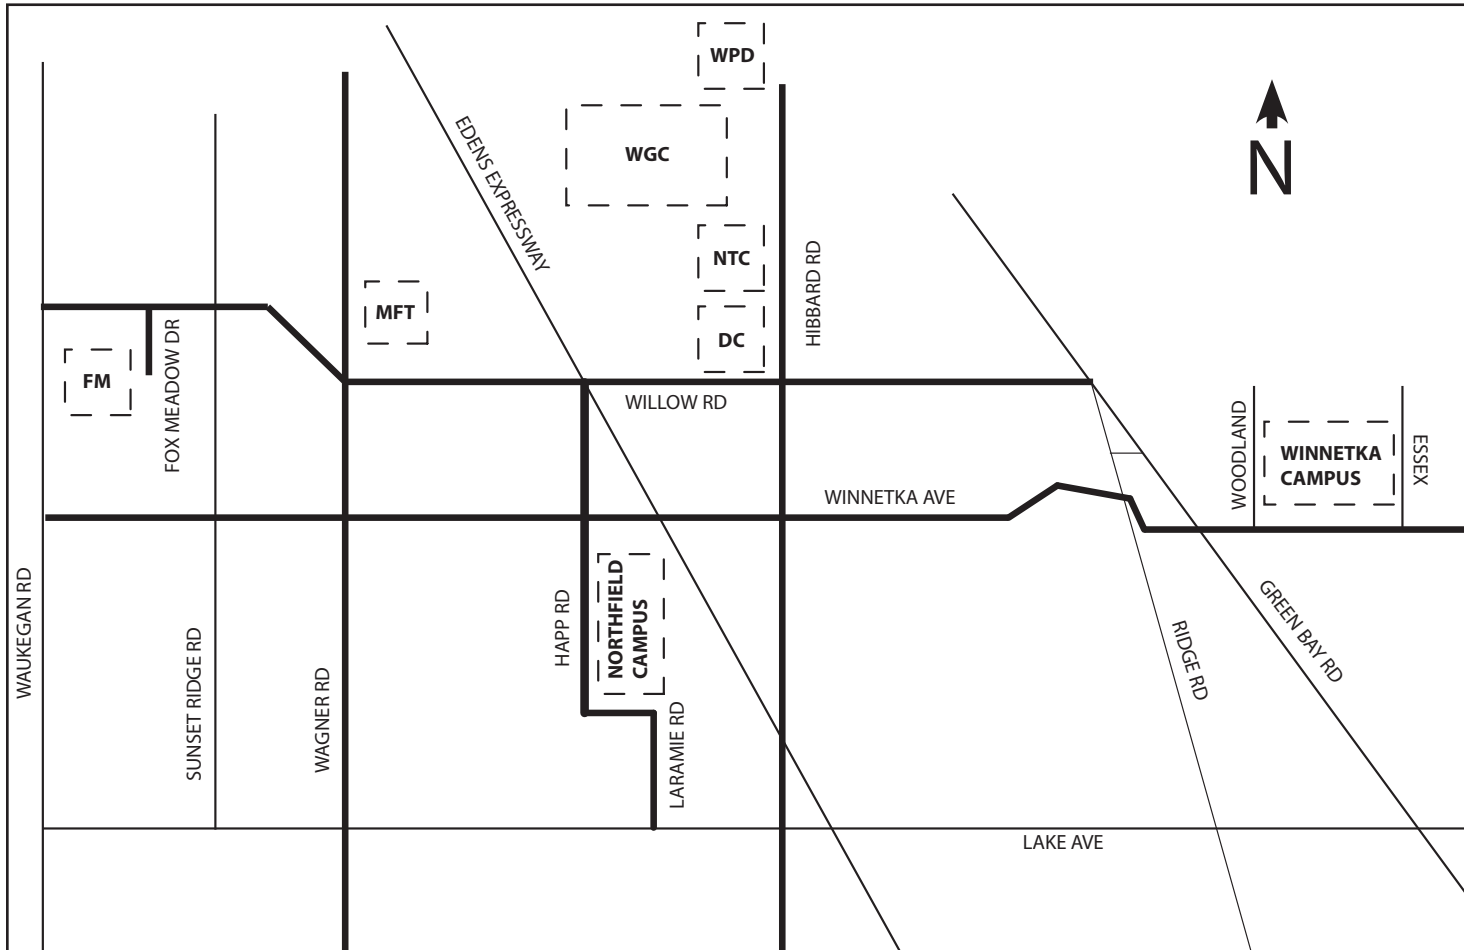 WPD
WGC
EDENS EXPRESSWAY
N
NTC
HIBBARD RD
MFT
DC
FM
FOX MEADOW DR
WILLOW RD
WOODLAND
WINNETKA
CAMPUS
ESSEX
WINNETKA AVE
WAUKEGAN RD
SUNSET RIDGE RD
WAGNER RD
HAPP RD
NORTHFIELD
CAMPUS
LARAMIE RD
RIDGE RD
GREEN BAY RD
LAKE AVE